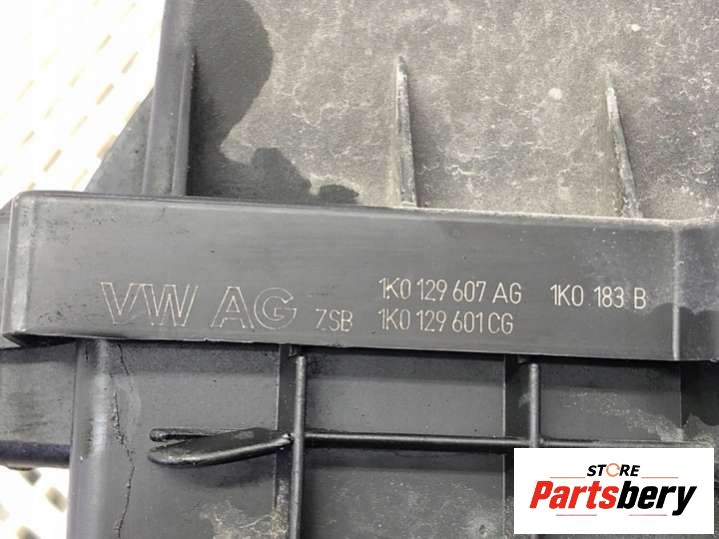 VW AG ZSB
1K0 129 607 AG 1K0 183 B
1K0 129 601 CG
STORE
Partsbery